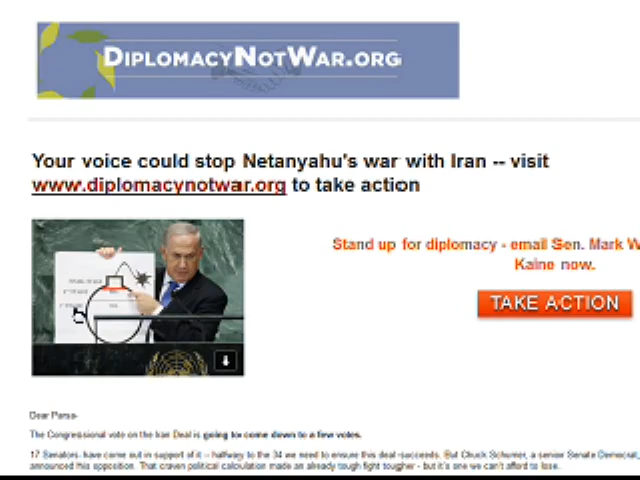 DIPLOMACYNOTWAR.ORG
Your voice could stop Netanyahu's war with Iran -- visit
www.diplomacynotwar.org to take action
Stand up for diplomacy - email Sen. Mark W
Kaine now.
TAKE ACTION
Dear Parsa-
The Congressional vote on the Iran Deal is going to come down to a few votes.
17 Senators have come out in support of it -- halfway to the 34 we need to ensure this deal succeeds. But Chuck Schumer, a senior Senate Democrat,
announced his opposition. That craven political calculation made an already tough fight tougher - but it's one we can't afford to lose.